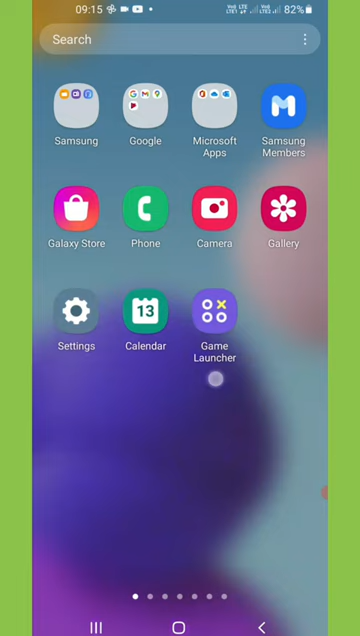 09:15 82%
Search
Samsung
Google
Microsoft Apps
Samsung Members
Galaxy Store
Phone
Camera
Gallery
13
Settings
Calendar
Game Launcher